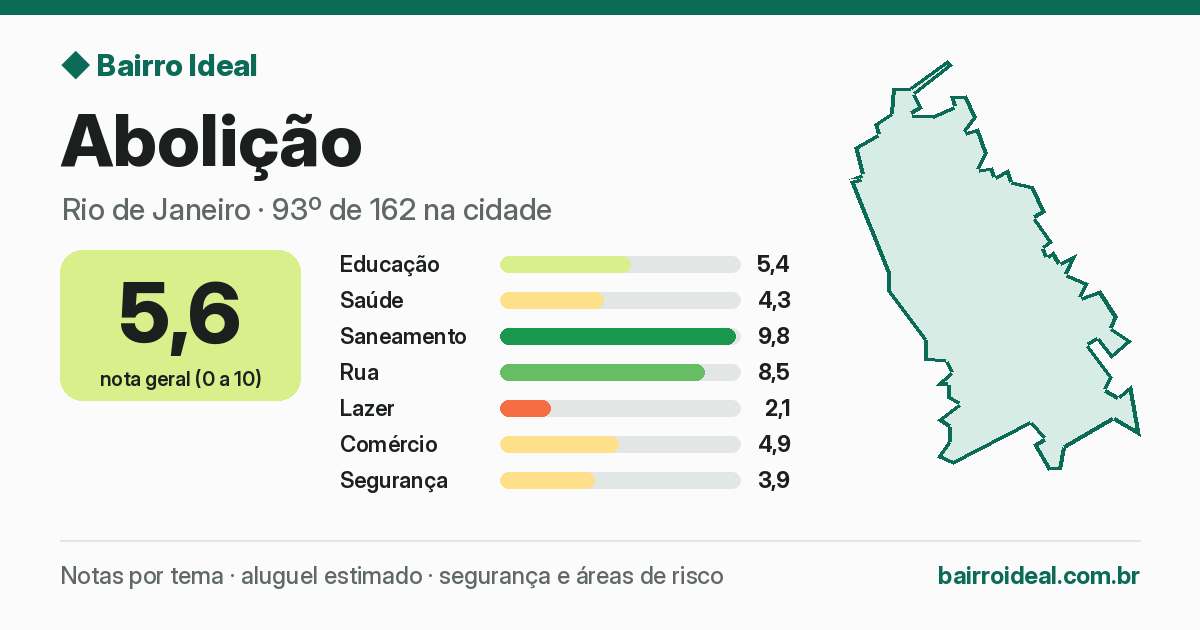 Bairro Ideal
Abolição
Rio de Janeiro · 93º de 162 na cidade
5,6
nota geral (0 a 10)
Educação 5,4
Saúde 4,3
Saneamento 9,8
Rua 8,5
Lazer 2,1
Comércio 4,9
Segurança 3,9
Notas por tema · aluguel estimado · segurança e áreas de risco
bairroideal.com.br